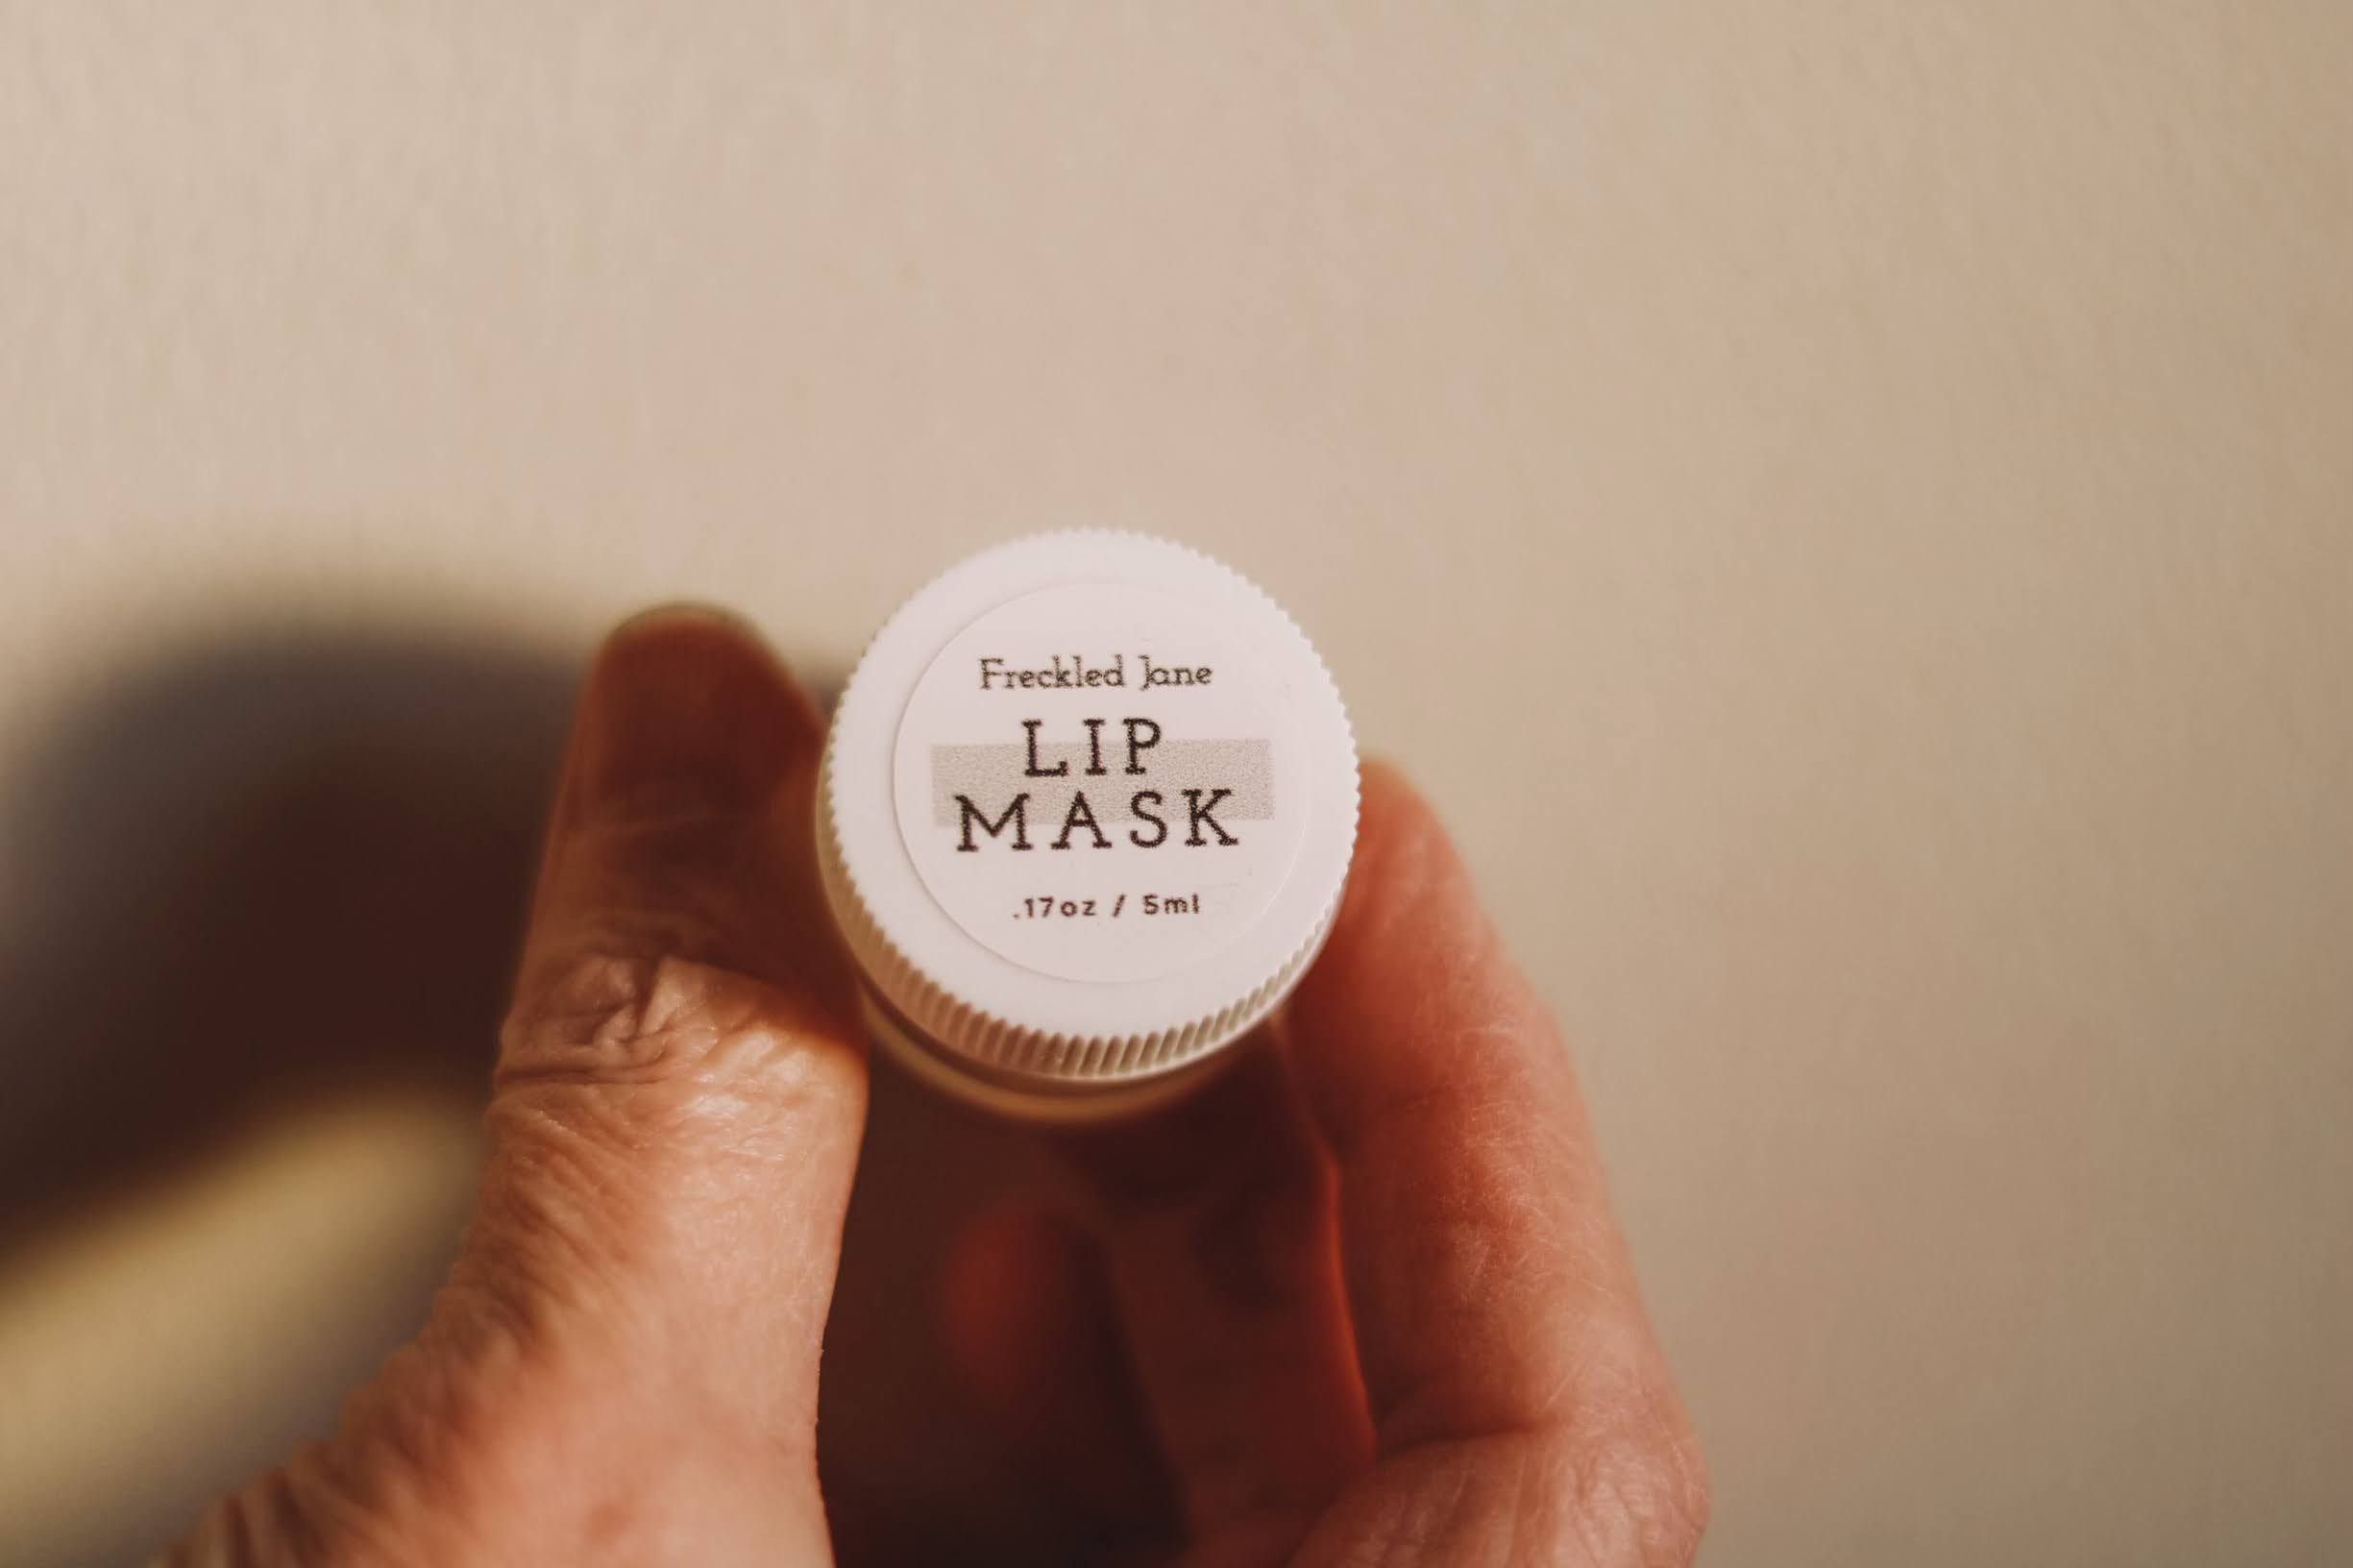 Freckled Jane
LIP
MASK
.17oz / 5ml